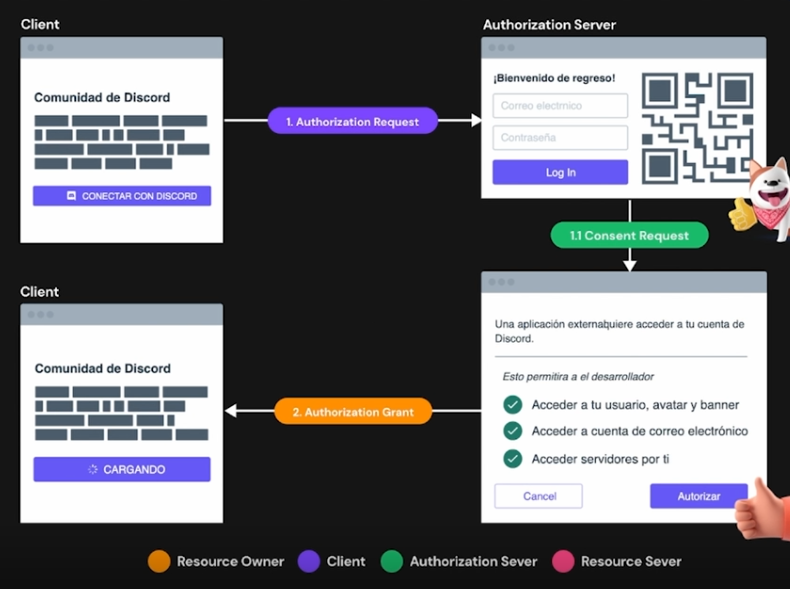 Client
Authorization Server
Comunidad de Discord
CONECTAR CON DISCORD
1. Authorization Request
¡Bienvenido de regreso!
Correo electrnico
Contraseña
Log In
1.1 Consent Request
Client
Comunidad de Discord
CARGANDO
2. Authorization Grant
Una aplicación externaquiere acceder a tu cuenta de
Discord.
Esto permitira a el desarrollador
Acceder a tu usuario, avatar y banner
Acceder a cuenta de correo electrónico
Acceder servidores por ti
Cancel
Autorizar
Resource Owner
Client
Authorization Sever
Resource Sever